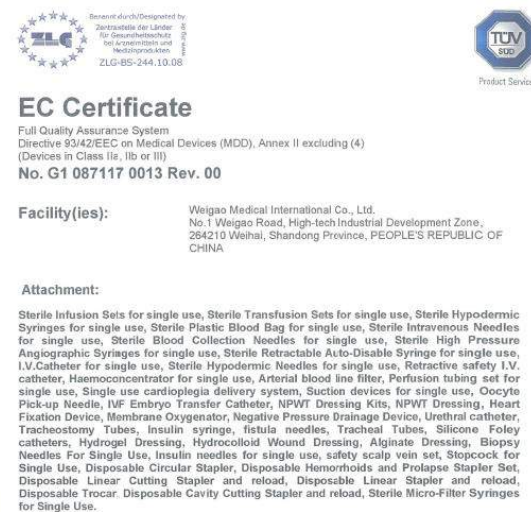 ZLG
Benannt durch/Designated by
Zentralstelle der Länder
für Gesundheitsschutz
bei Arzneimitteln und
Medizinprodukten
ZLG-BS-244.10.08
www.zlg.de
TÜV
SÜD
Product Service
EC Certificate
Full Quality Assurance System
Directive 93/42/EEC on Medical Devices (MDD), Annex II excluding (4)
(Devices in Class IIa, IIb or III)
No. G1 087117 0013 Rev. 00
Facility(ies):
Weigao Medical International Co., Ltd.
No.1 Weigao Road, High-tech Industrial Development Zone,
264210 Weihai, Shandong Province, PEOPLE'S REPUBLIC OF
CHINA
Attachment:
Sterile Infusion Sets for single use, Sterile Transfusion Sets for single use, Sterile Hypodermic
Syringes for single use, Sterile Plastic Blood Bag for single use, Sterile Intravenous Needles
for single use, Sterile Blood Collection Needles for single use, Sterile High Pressure
Angiographic Syringes for single use, Sterile Retractable Auto-Disable Syringe for single use,
I.V.Catheter for single use, Sterile Hypodermic Needles for single use, Retractive safety I.V.
catheter, Haemoconcentrator for single use, Arterial blood line filter, Perfusion tubing set for
single use, Single use cardioplegia delivery system, Suction devices for single use, Oocyte
Pick-up Needle, IVF Embryo Transfer Catheter, NPWT Dressing Kits, NPWT Dressing, Heart
Fixation Device, Membrane Oxygenator, Negative Pressure Drainage Device, Urethral catheter,
Tracheostomy Tubes, Insulin syringe, fistula needles, Tracheal Tubes, Silicone Foley
catheters, Hydrogel Dressing, Hydrocolloid Wound Dressing, Alginate Dressing, Biopsy
Needles For Single Use, Insulin needles for single use, safety scalp vein set, Stopcock for
Single Use, Disposable Circular Stapler, Disposable Hemorrhoids and Prolapse Stapler Set,
Disposable Linear Cutting Stapler and reload, Disposable Linear Stapler and reload,
Disposable Trocar. Disposable Cavity Cutting Stapler and reload, Sterile Micro-Filter Syringes
for Single Use.